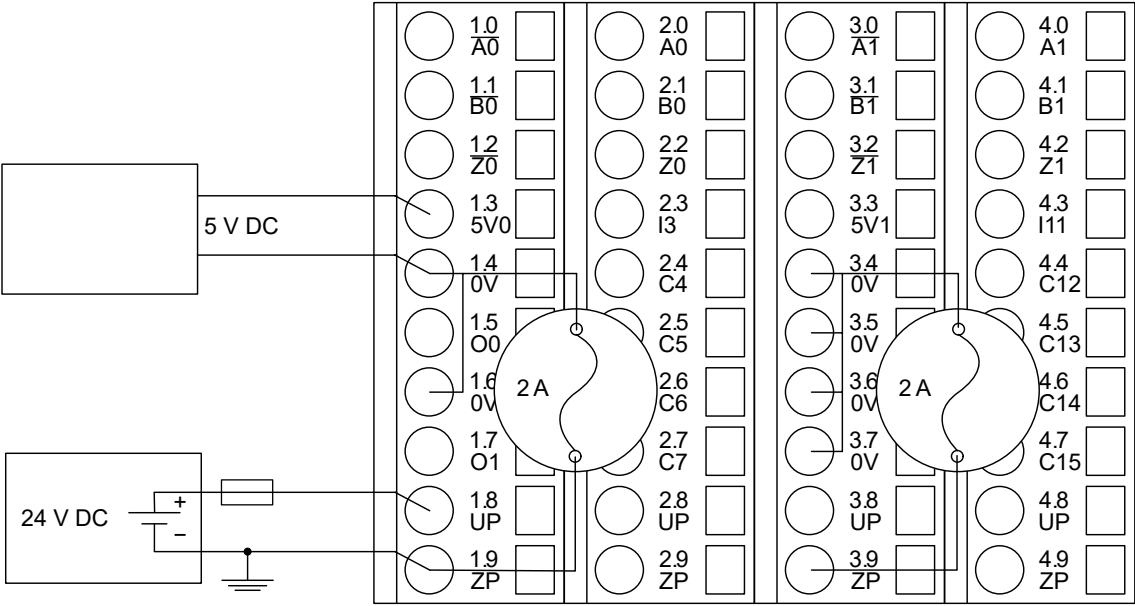 1.0
A0
2.0
A0
3.0
A1
4.0
A1
1.1
B0
2.1
B0
3.1
B1
4.1
B1
1.2
Z0
2.2
Z0
3.2
Z1
4.2
Z1
5 V DC
1.3
5V0
2.3
I3
3.3
5V1
4.3
I11
1.4
0V
2.4
C4
3.4
0V
4.4
C12
1.5
O0
2.5
C5
3.5
0V
4.5
C13
1.6
0V
2 A
2.6
C6
3.6
0V
2 A
4.6
C14
1.7
O1
2.7
C7
3.7
0V
4.7
C15
24 V DC
+
−
1.8
UP
2.8
UP
3.8
UP
4.8
UP
1.9
ZP
2.9
ZP
3.9
ZP
4.9
ZP